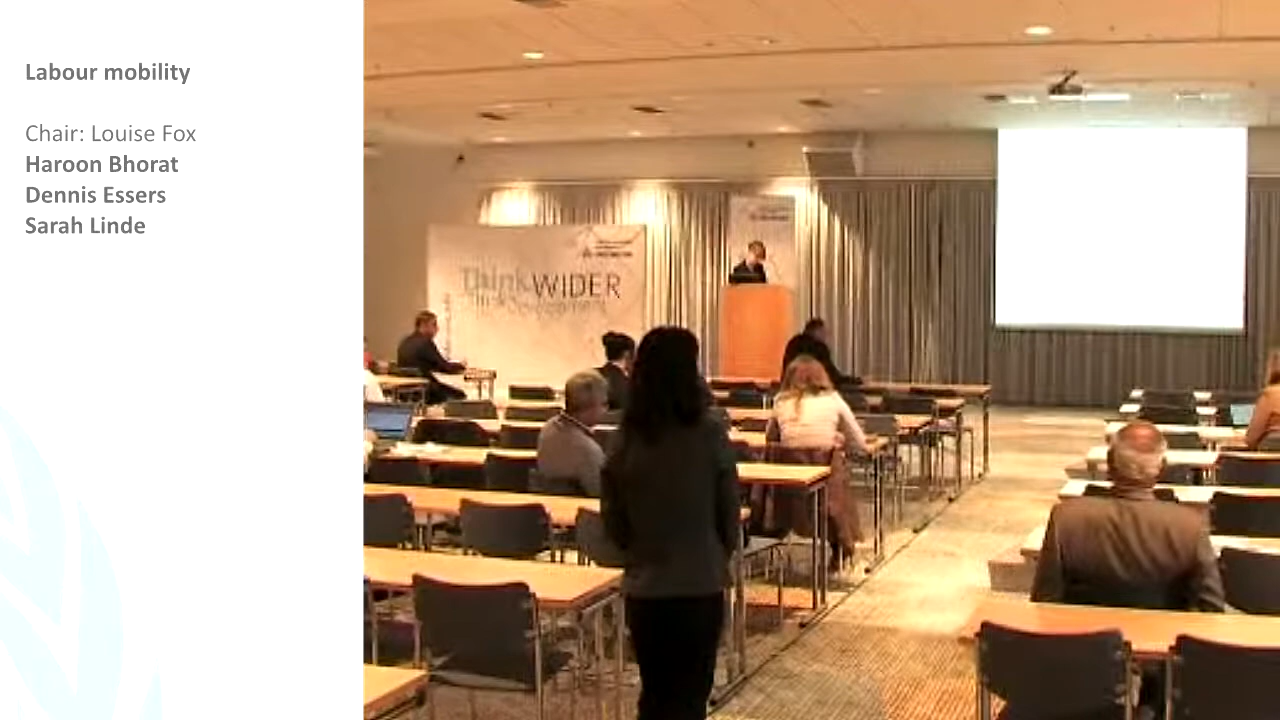 Labour mobility
Chair: Louise Fox
Haroon Bhorat
Dennis Essers
Sarah Linde
Think WIDER